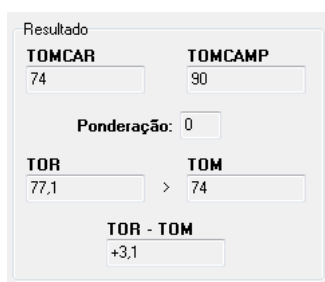 Resultado
TOMCAR TOMCAMP
74 90
Ponderação: 0
TOR TOM
77,1 > 74
TOR - TOM
+3,1